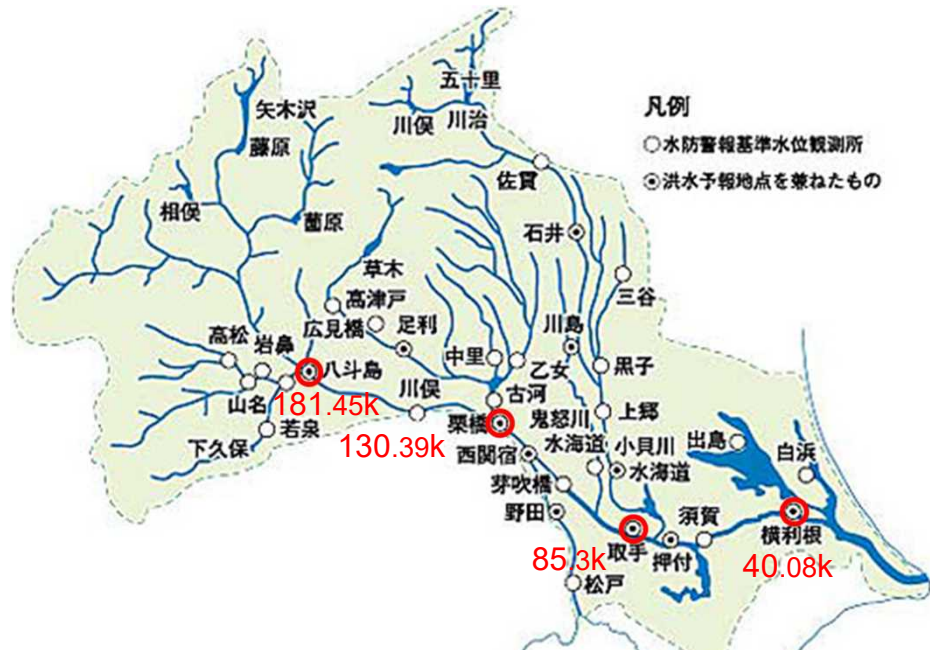 五十里
矢木沢
川俣
川治
凡例
藤原
○水防警報基準水位観測所
佐貫
◉洪水予報地点を兼ねたもの
相俣
薗原
石井
草木
三谷
高津戸
高松
岩鼻
広見橋
足利
川島
中里
八斗島
乙女
黒子
川俣
古河
山名
181.45k
鬼怒川
上郷
若泉
栗橋
出島
130.39k
水海道
小貝川
下久保
西関宿
水海道
白浜
芽吹橋
野田
須賀
横利根
取手
押付
85.3k
40.08k
松戸